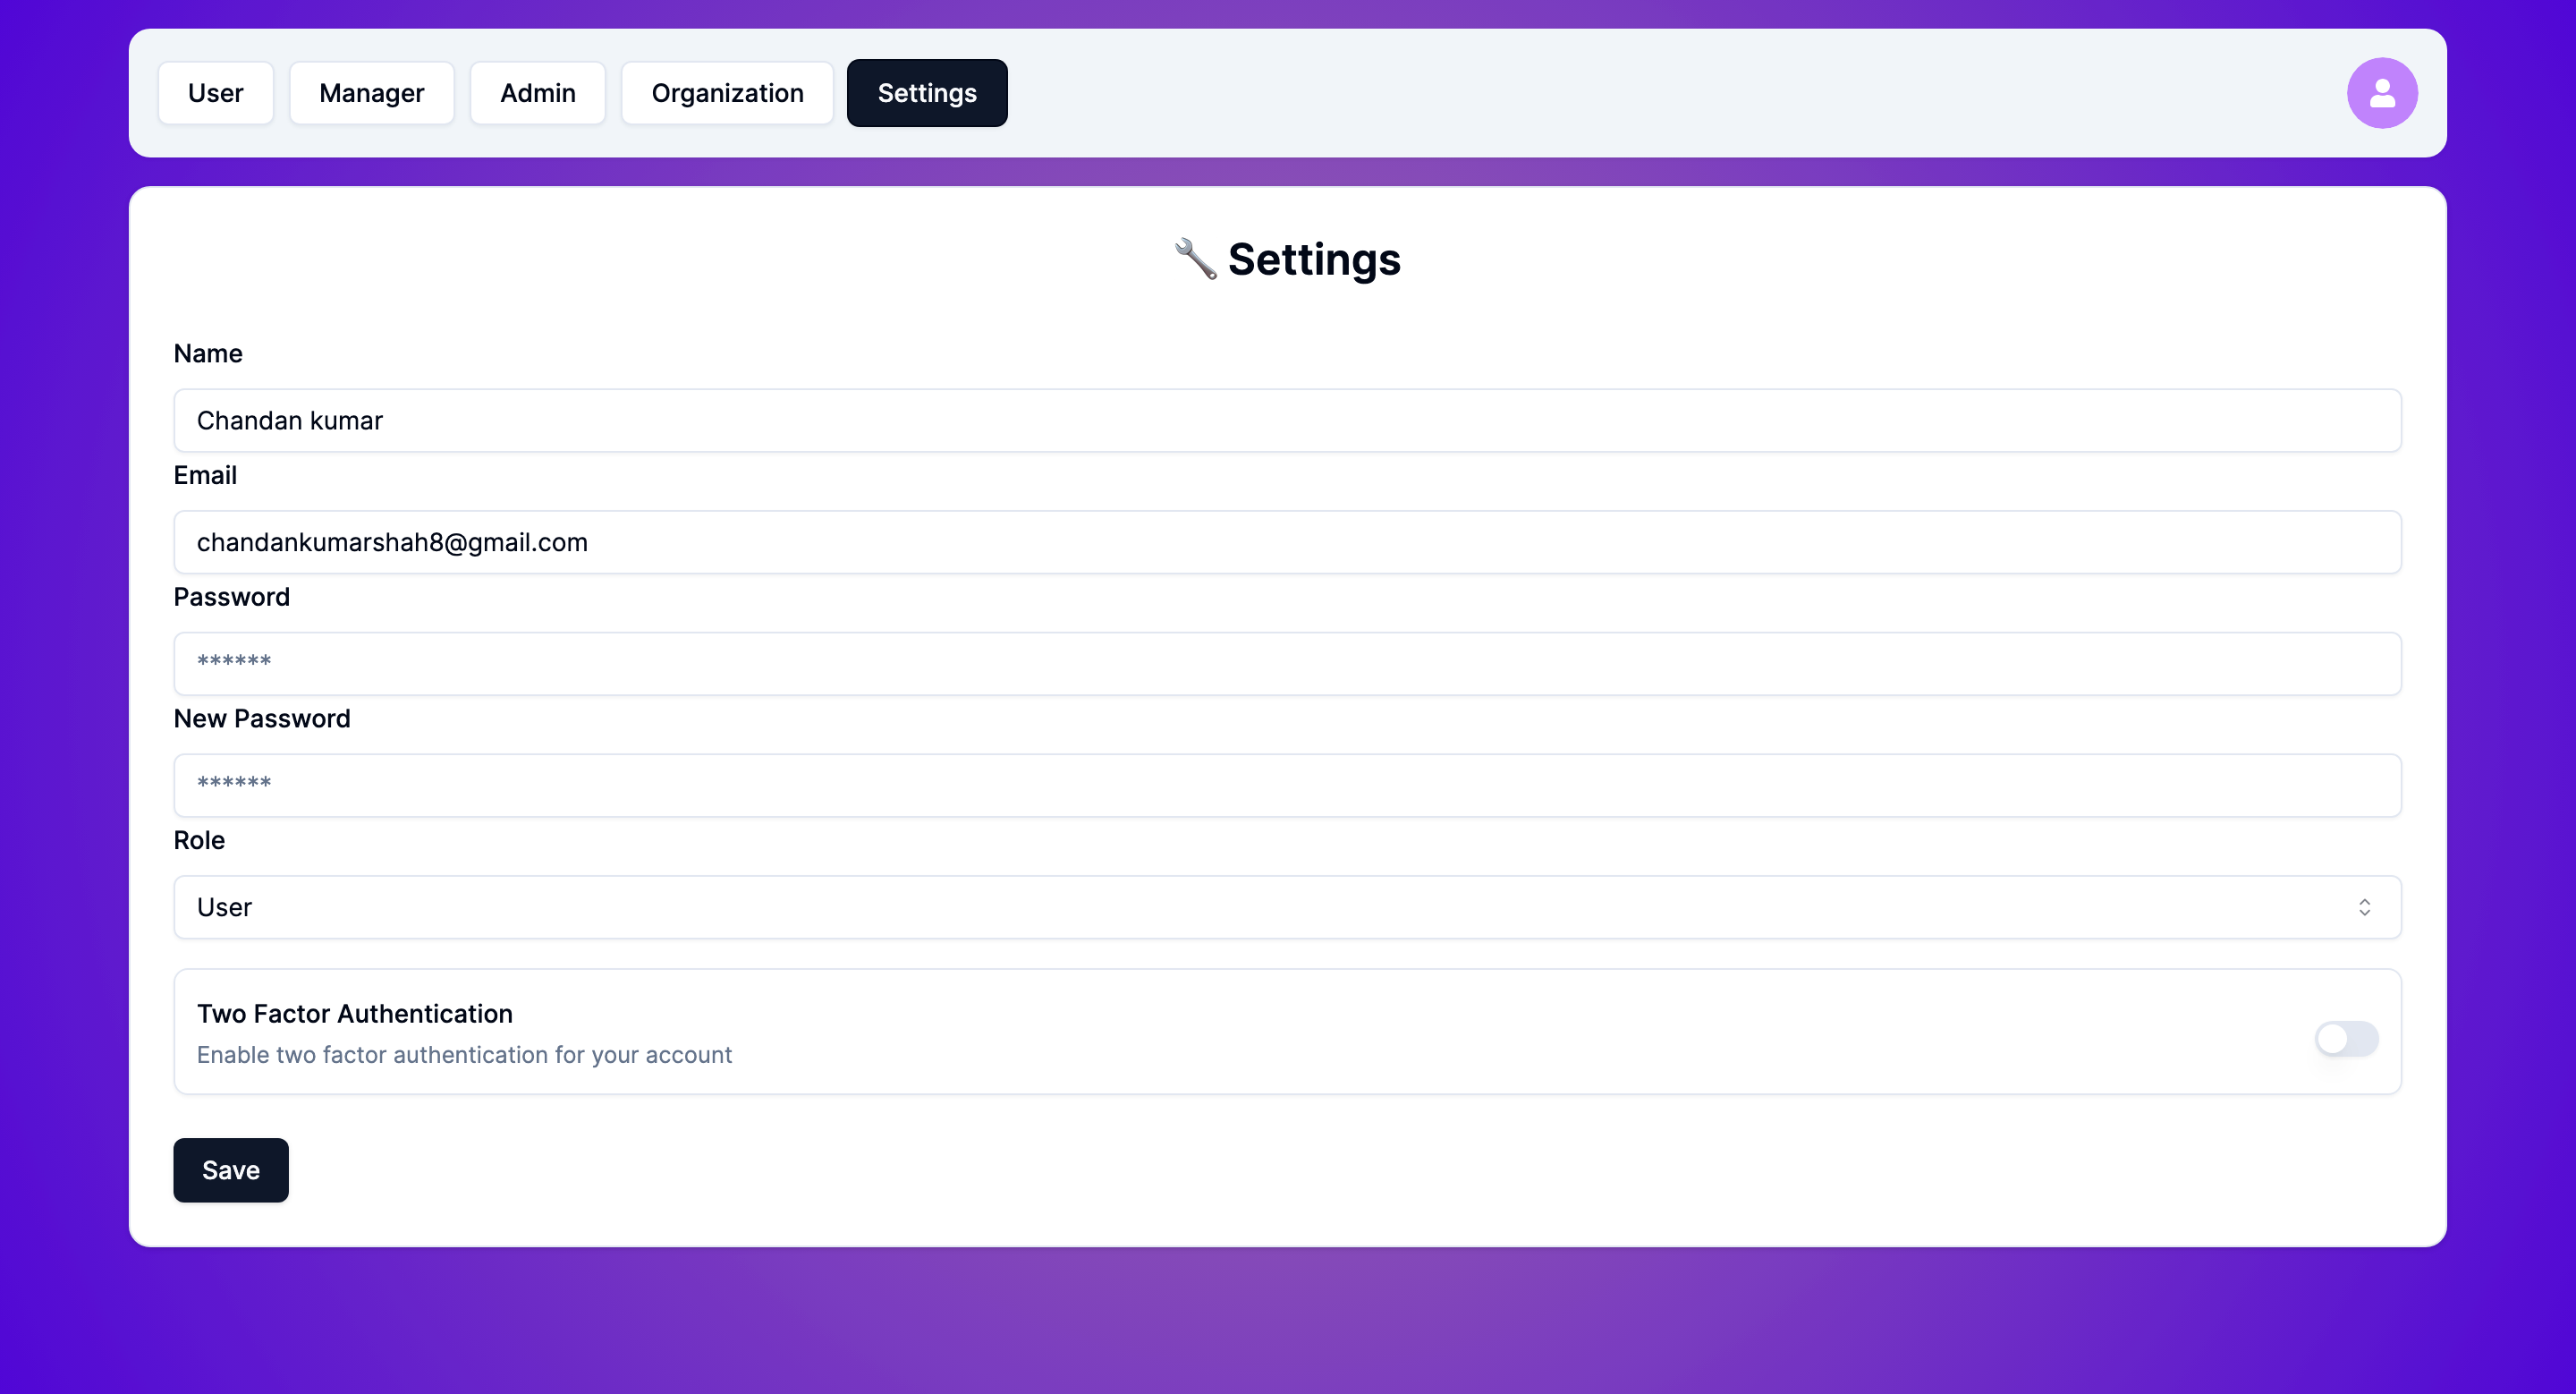 User Manager Admin Organization Settings
🔧 Settings
Name
Chandan kumar
Email
chandankumarshah8@gmail.com
Password
******
New Password
******
Role
User
Two Factor Authentication
Enable two factor authentication for your account
Save